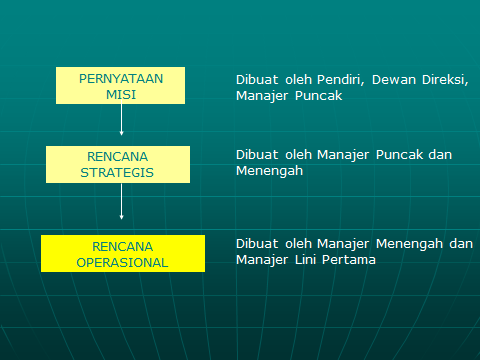 PERNYATAAN
MISI
Dibuat oleh Pendiri, Dewan Direksi,
Manajer Puncak
RENCANA
STRATEGIS
Dibuat oleh Manajer Puncak dan
Menengah
RENCANA
OPERASIONAL
Dibuat oleh Manajer Menengah dan
Manajer Lini Pertama